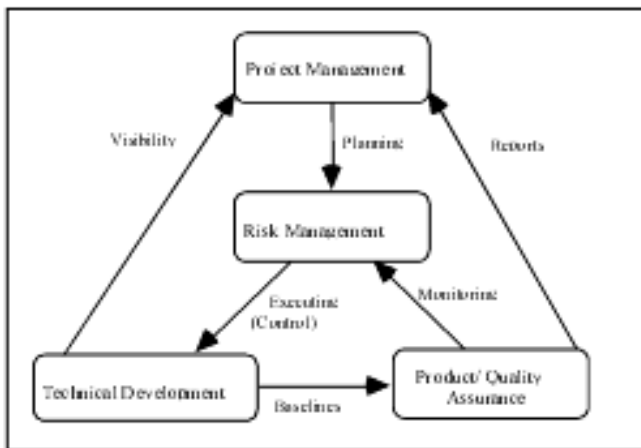 Project Management
Visibility
Planning
Reports
Risk Management
Executing
(Control)
Monitoring
Technical Development
Baselines
Product/ Quality
Assurance